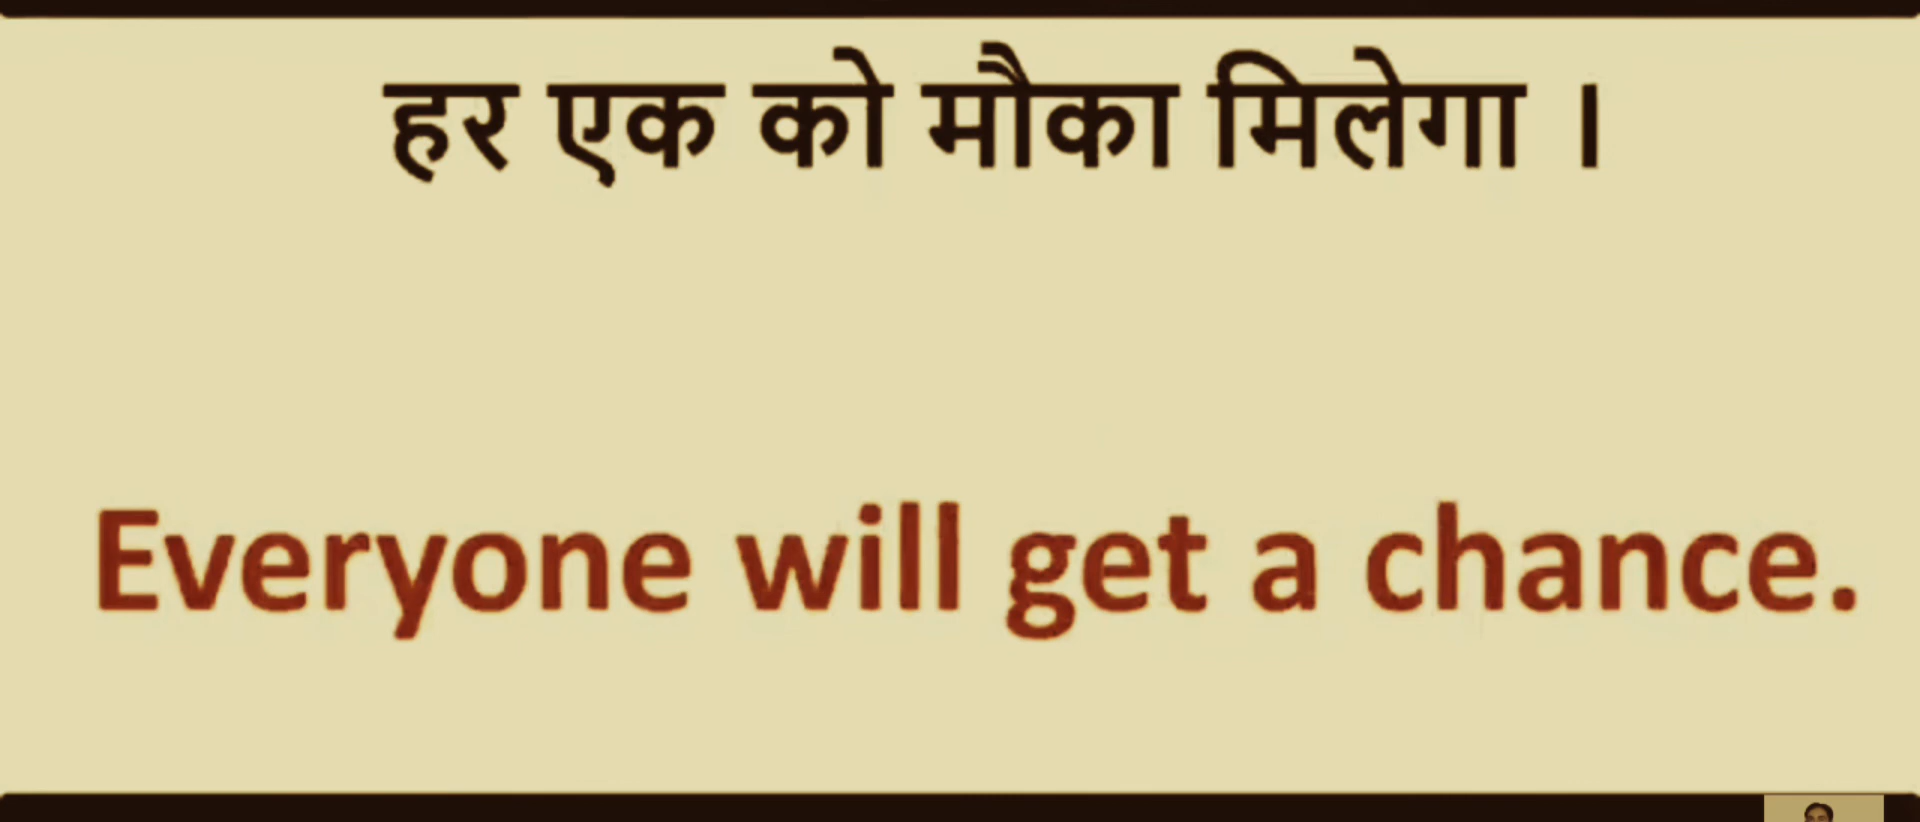 हर एक को मौका मिलेगा ।
Everyone will get a chance.